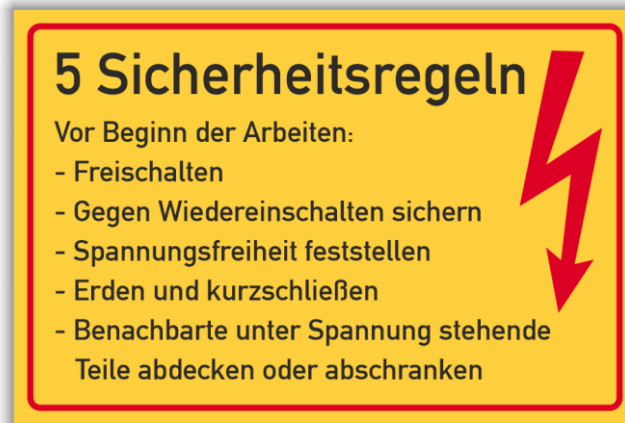 5 Sicherheitsregeln
Vor Beginn der Arbeiten:
- Freischalten
- Gegen Wiedereinschalten sichern
- Spannungsfreiheit feststellen
- Erden und kurzschließen
- Benachbarte unter Spannung stehende
Teile abdecken oder abschranken